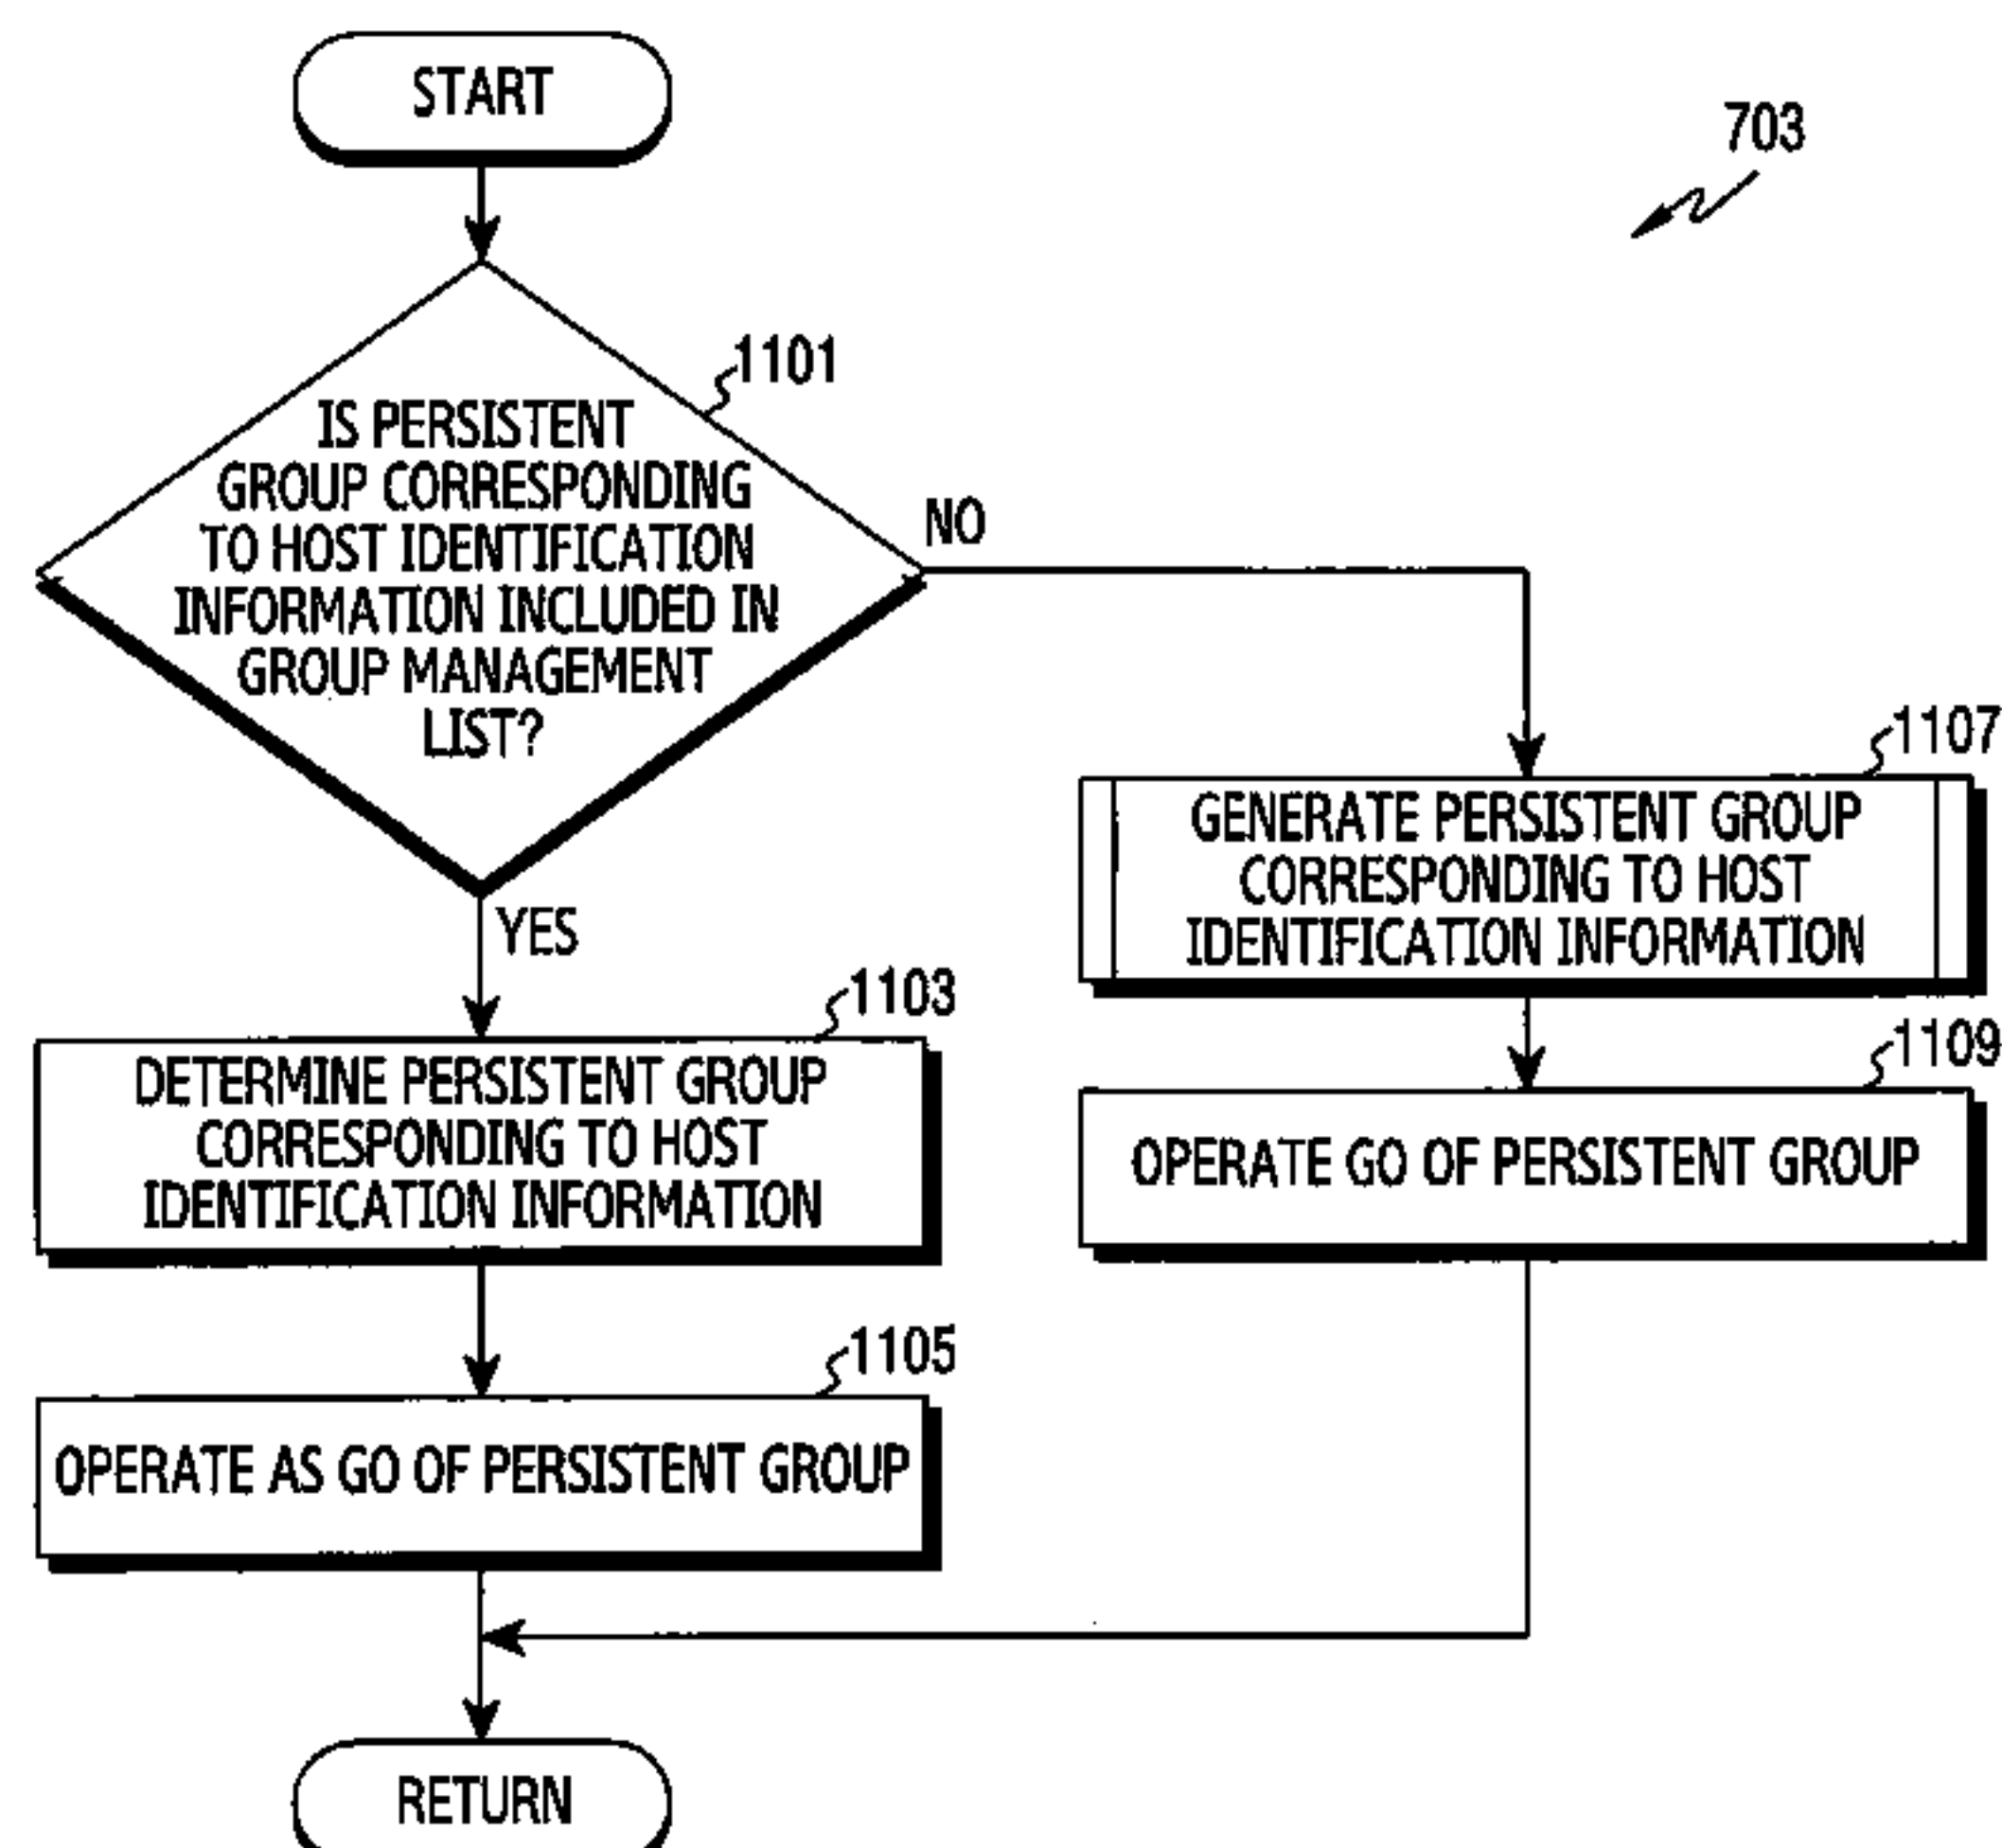 START
703
1101
IS PERSISTENT
GROUP CORRESPONDING
TO HOST IDENTIFICATION
INFORMATION INCLUDED IN
GROUP MANAGEMENT
LIST?
NO
YES
1103
DETERMINE PERSISTENT GROUP
CORRESPONDING TO HOST
IDENTIFICATION INFORMATION
1105
OPERATE AS GO OF PERSISTENT GROUP
1107
GENERATE PERSISTENT GROUP
CORRESPONDING TO HOST
IDENTIFICATION INFORMATION
1109
OPERATE GO OF PERSISTENT GROUP
RETURN